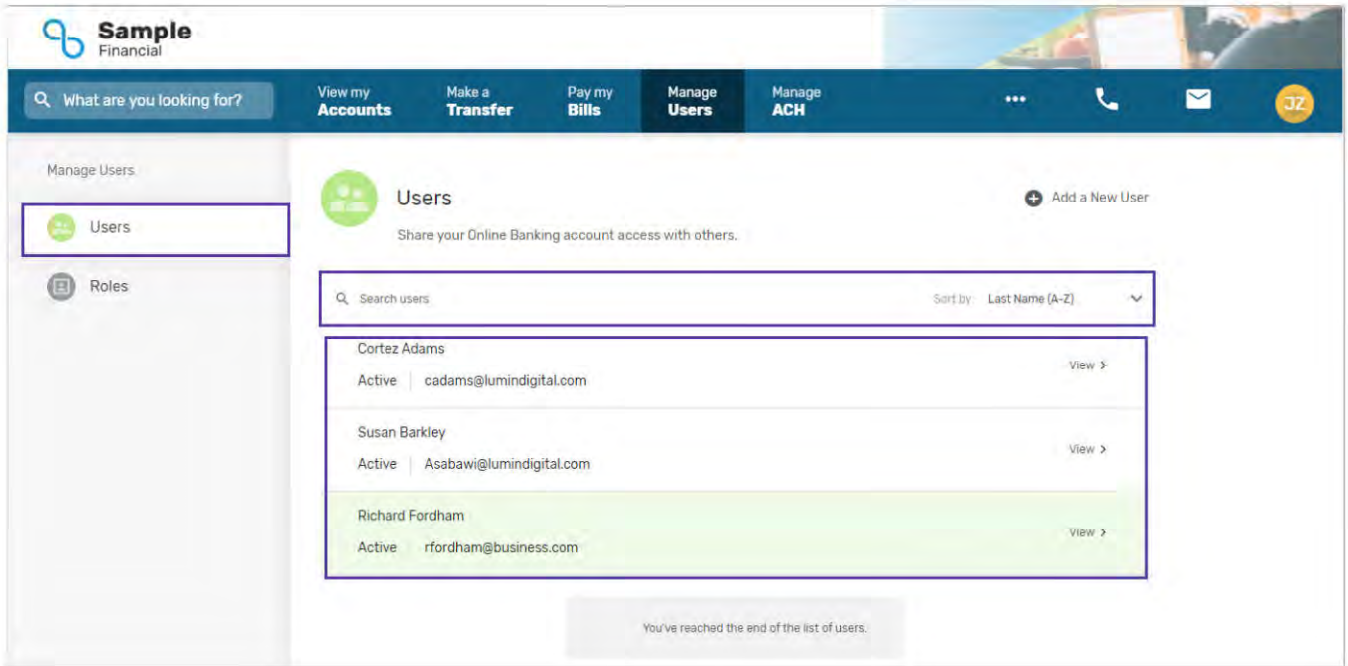 Sample
Financial
What are you looking for?
View my
Accounts
Make a
Transfer
Pay my
Bills
Manage
Users
Manage
ACH
JZ
Manage Users
Users
Roles
Users
Add a New User
Share your Online Banking account access with others.
Search users
Sort by Last Name (A-Z)
Cortez Adams
Active cadams@lumindigital.com
View >
Susan Barkley
Active Asabawi@lumindigital.com
View >
Richard Fordham
Active rfordham@business.com
View >
You've reached the end of the list of users.